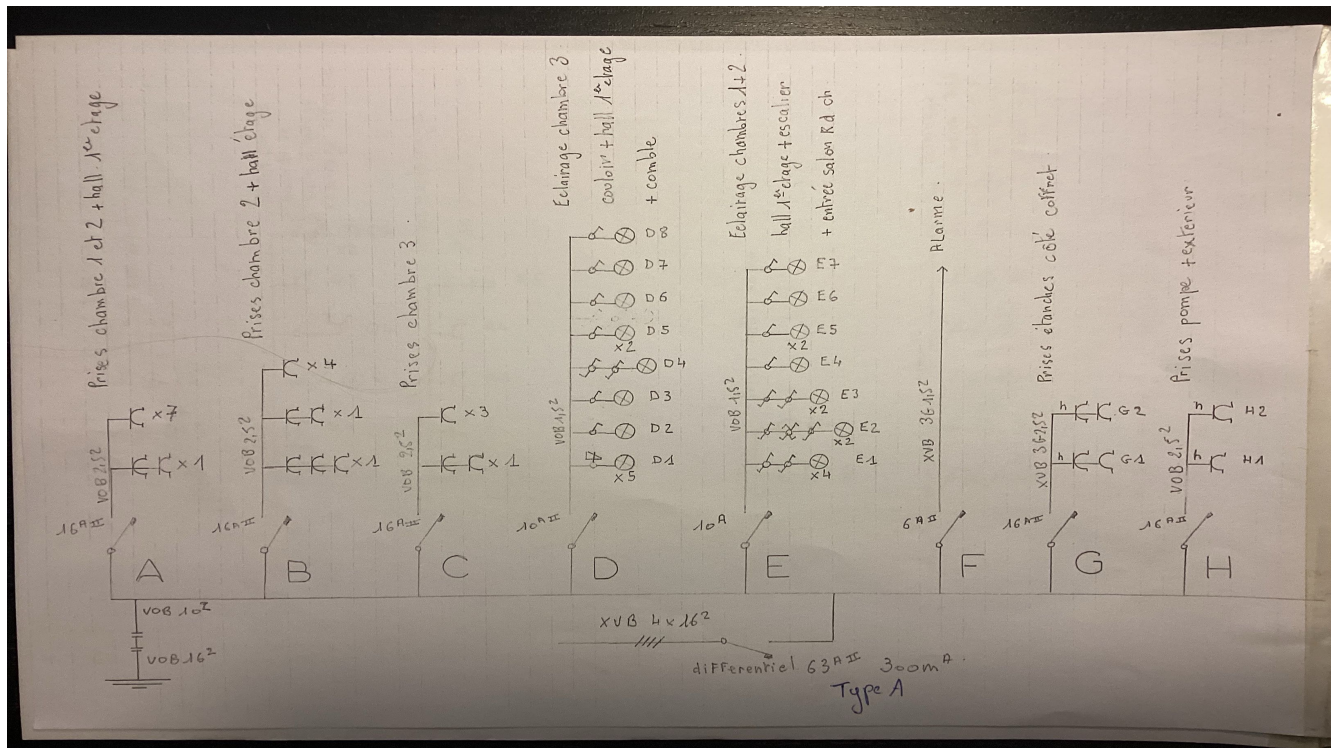 Prises chambre 1 et 2 + hall 1er etage
Prises chambre 2 + hall étage
Prises chambre 3
Eclairage chambre 3
couloir + hall 1er etage
+ comble
Eclairage chambres 1+2
hall 1er etage + escalier
+ entrée salon Rd ch
ALarme
Prises étanches côté coffret
Prises pompe + exterieur
VOB 2,5²
x7
x1
VOB 2,5²
x7
x1
x1
VOB 2,5²
x3
x1
VOB 1,5²
D8
D7
D6
D5
x2
D4
D3
D2
D1
x5
VOB 1,5²
E7
E6
E5
x2
E4
E3
x2
E2
x2
E1
x4
XVB 3G1,5²
XVB 3G2,5²
h G2
h G1
VOB 2,5²
h H2
h H1
16A II
16A II
16A II
10A II
10A
6A II
16A II
16A II
A
B
C
D
E
F
G
H
VOB 10²
VOB 16²
XVB 4x16²
differentiel 63A II 300mA
Type A